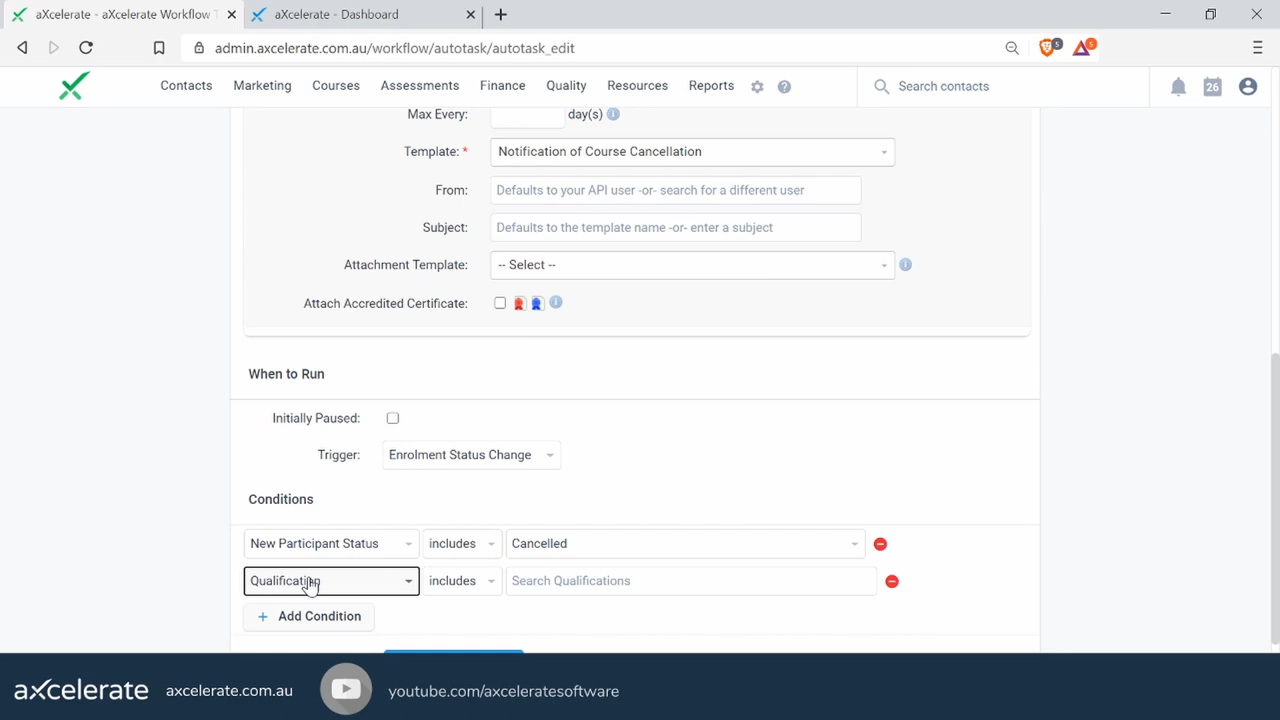 aXcelerate - aXcelerate Workflow T
aXcelerate - Dashboard
admin.axcelerate.com.au/workflow/autotask/autotask_edit
5
5
Contacts Marketing Courses Assessments Finance Quality Resources Reports
Search contacts
26
Max Every: day(s)
Template: * Notification of Course Cancellation
From: Defaults to your API user -or- search for a different user
Subject: Defaults to the template name -or- enter a subject
Attachment Template: -- Select --
Attach Accredited Certificate:
When to Run
Initially Paused:
Trigger: Enrolment Status Change
Conditions
New Participant Status includes Cancelled
Qualification includes Search Qualifications
+ Add Condition
aXcelerate axcelerate.com.au youtube.com/axceleratesoftware